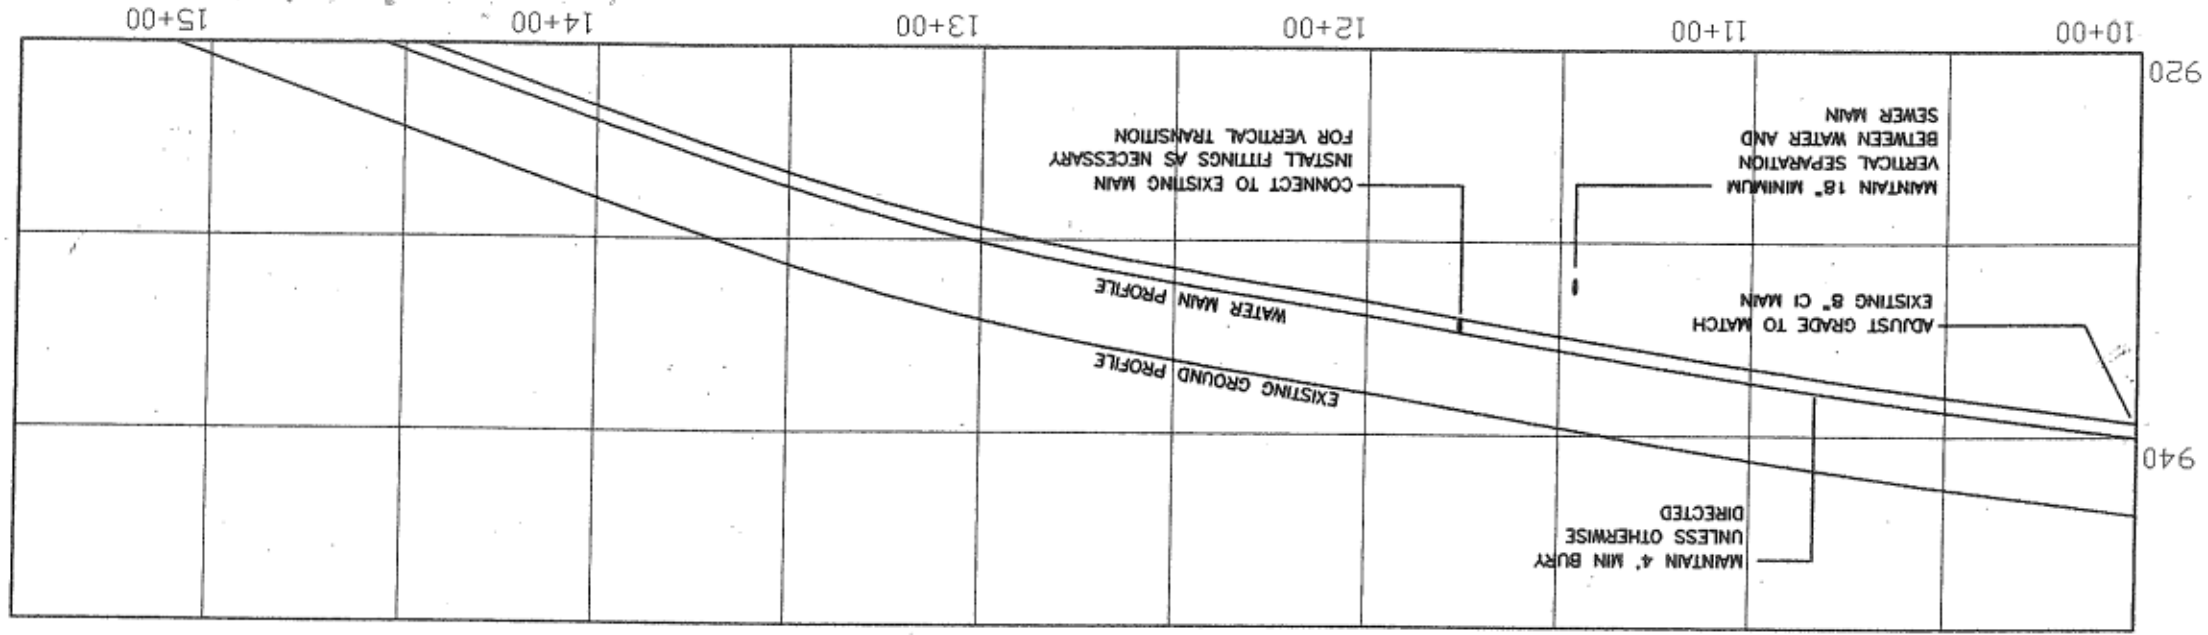 MAINTAIN 4' MIN BURY
UNLESS OTHERWISE
DIRECTED
940
EXISTING GROUND PROFILE
WATER MAIN PROFILE
ADJUST GRADE TO MATCH
EXISTING 8" CI MAIN
MAINTAIN 18" MINIMUM
VERTICAL SEPARATION
BETWEEN WATER AND
SEWER MAIN
CONNECT TO EXISTING MAIN
INSTALL FITTINGS AS NECESSARY
FOR VERTICAL TRANSITION
920
10+00
11+00
12+00
13+00
14+00
15+00